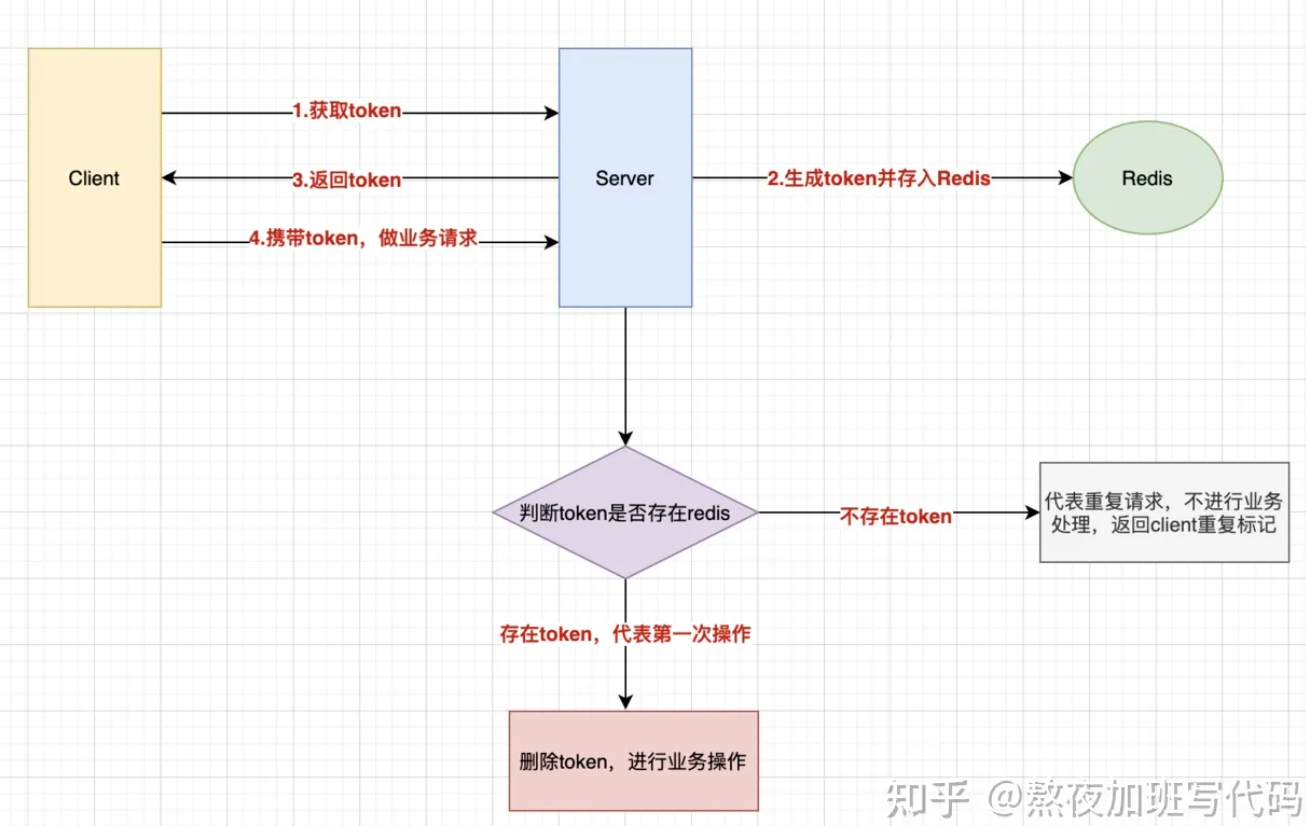 1.获取token
Client
3.返回token
Server
2.生成token并存入Redis
Redis
4.携带token，做业务请求
判断token是否存在redis
不存在token
代表重复请求，不进行业务
处理，返回client重复标记
存在token，代表第一次操作
删除token，进行业务操作
知乎 @熬夜加班写代码